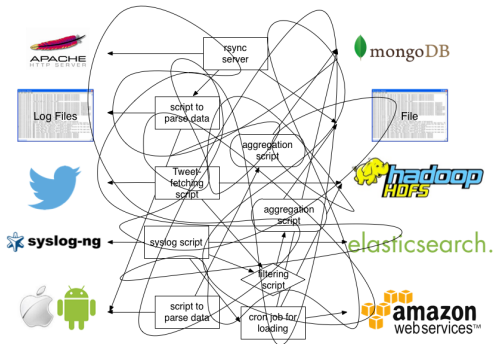 APACHE
HTTP SERVER
rsync
server
mongoDB
Log Files
script to
parse data
File
aggregation
script
Tweet-
fetching
script
hadoop
HDFS
aggregation
script
syslog-ng
syslog script
elasticsearch.
filtering
script
script to
parse data
cron job for
loading
amazon
webservices™